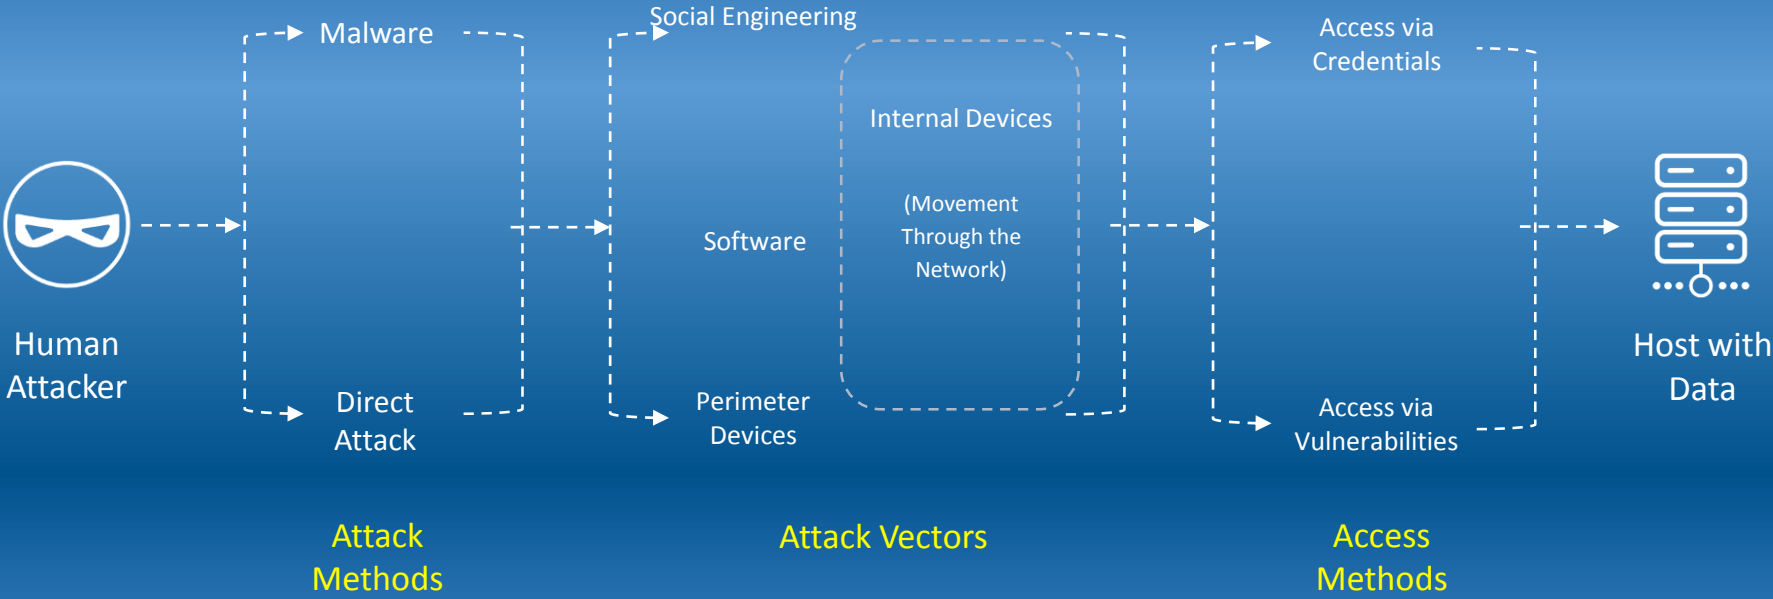 Human
Attacker
Malware
Direct
Attack
Attack
Methods
Social Engineering
Software
Perimeter
Devices
Internal Devices
(Movement
Through the
Network)
Attack Vectors
Access via
Credentials
Access via
Vulnerabilities
Access
Methods
Host with
Data